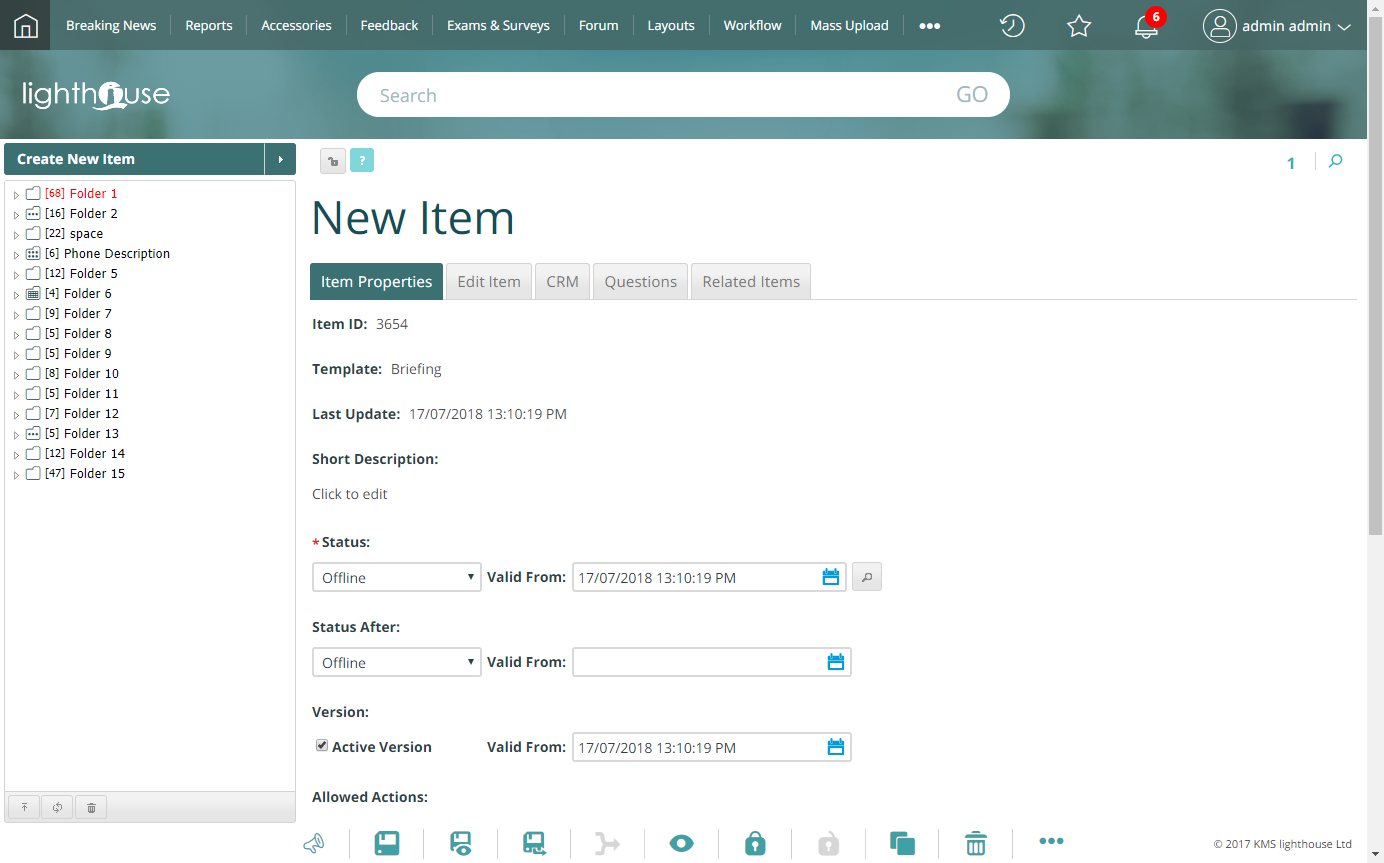 Breaking News Reports Accessories Feedback Exams & Surveys Forum Layouts Workflow Mass Upload ••• 6 admin admin
lighthouse Search GO
Create New Item ? 1
[68] Folder 1
[16] Folder 2
[22] space
[6] Phone Description
[12] Folder 5
[4] Folder 6
[9] Folder 7
[5] Folder 8
[5] Folder 9
[8] Folder 10
[5] Folder 11
[7] Folder 12
[5] Folder 13
[12] Folder 14
[47] Folder 15
New Item
Item Properties Edit Item CRM Questions Related Items
Item ID: 3654
Template: Briefing
Last Update: 17/07/2018 13:10:19 PM
Short Description:
Click to edit
* Status:
Offline Valid From: 17/07/2018 13:10:19 PM
Status After:
Offline Valid From:
Version:
Active Version Valid From: 17/07/2018 13:10:19 PM
Allowed Actions:
© 2017 KMS lighthouse Ltd